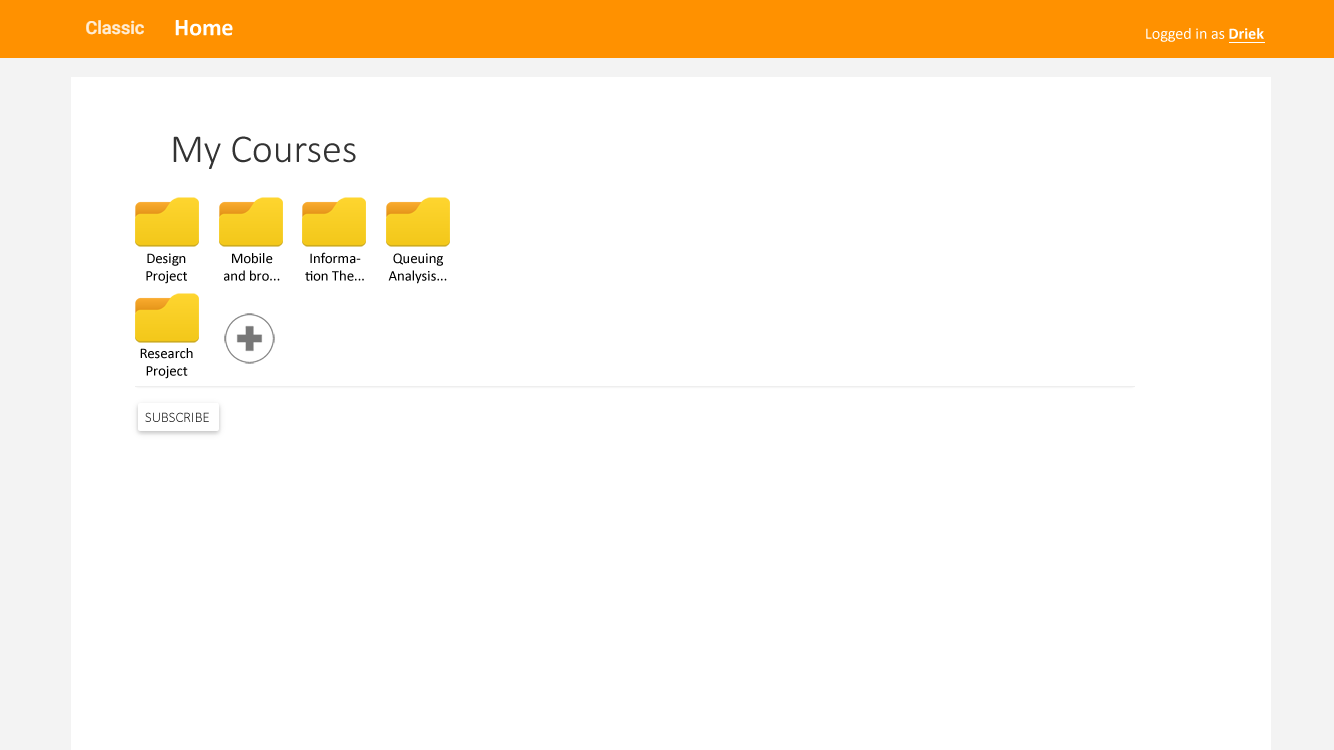 Classic Home
Logged in as Driek
My Courses
Design
Project
Mobile
and bro...
Informa-
tion The...
Queuing
Analysis...
Research
Project
SUBSCRIBE